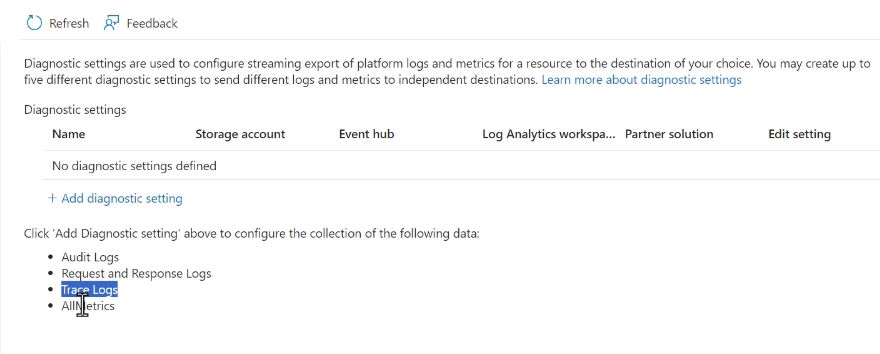 Refresh Feedback
Diagnostic settings are used to configure streaming export of platform logs and metrics for a resource to the destination of your choice. You may create up to
five different diagnostic settings to send different logs and metrics to independent destinations. Learn more about diagnostic settings
Diagnostic settings
Name Storage account Event hub Log Analytics workspa... Partner solution Edit setting
No diagnostic settings defined
+ Add diagnostic setting
Click 'Add Diagnostic setting' above to configure the collection of the following data:
• Audit Logs
• Request and Response Logs
• Trace Logs
• AllMetrics